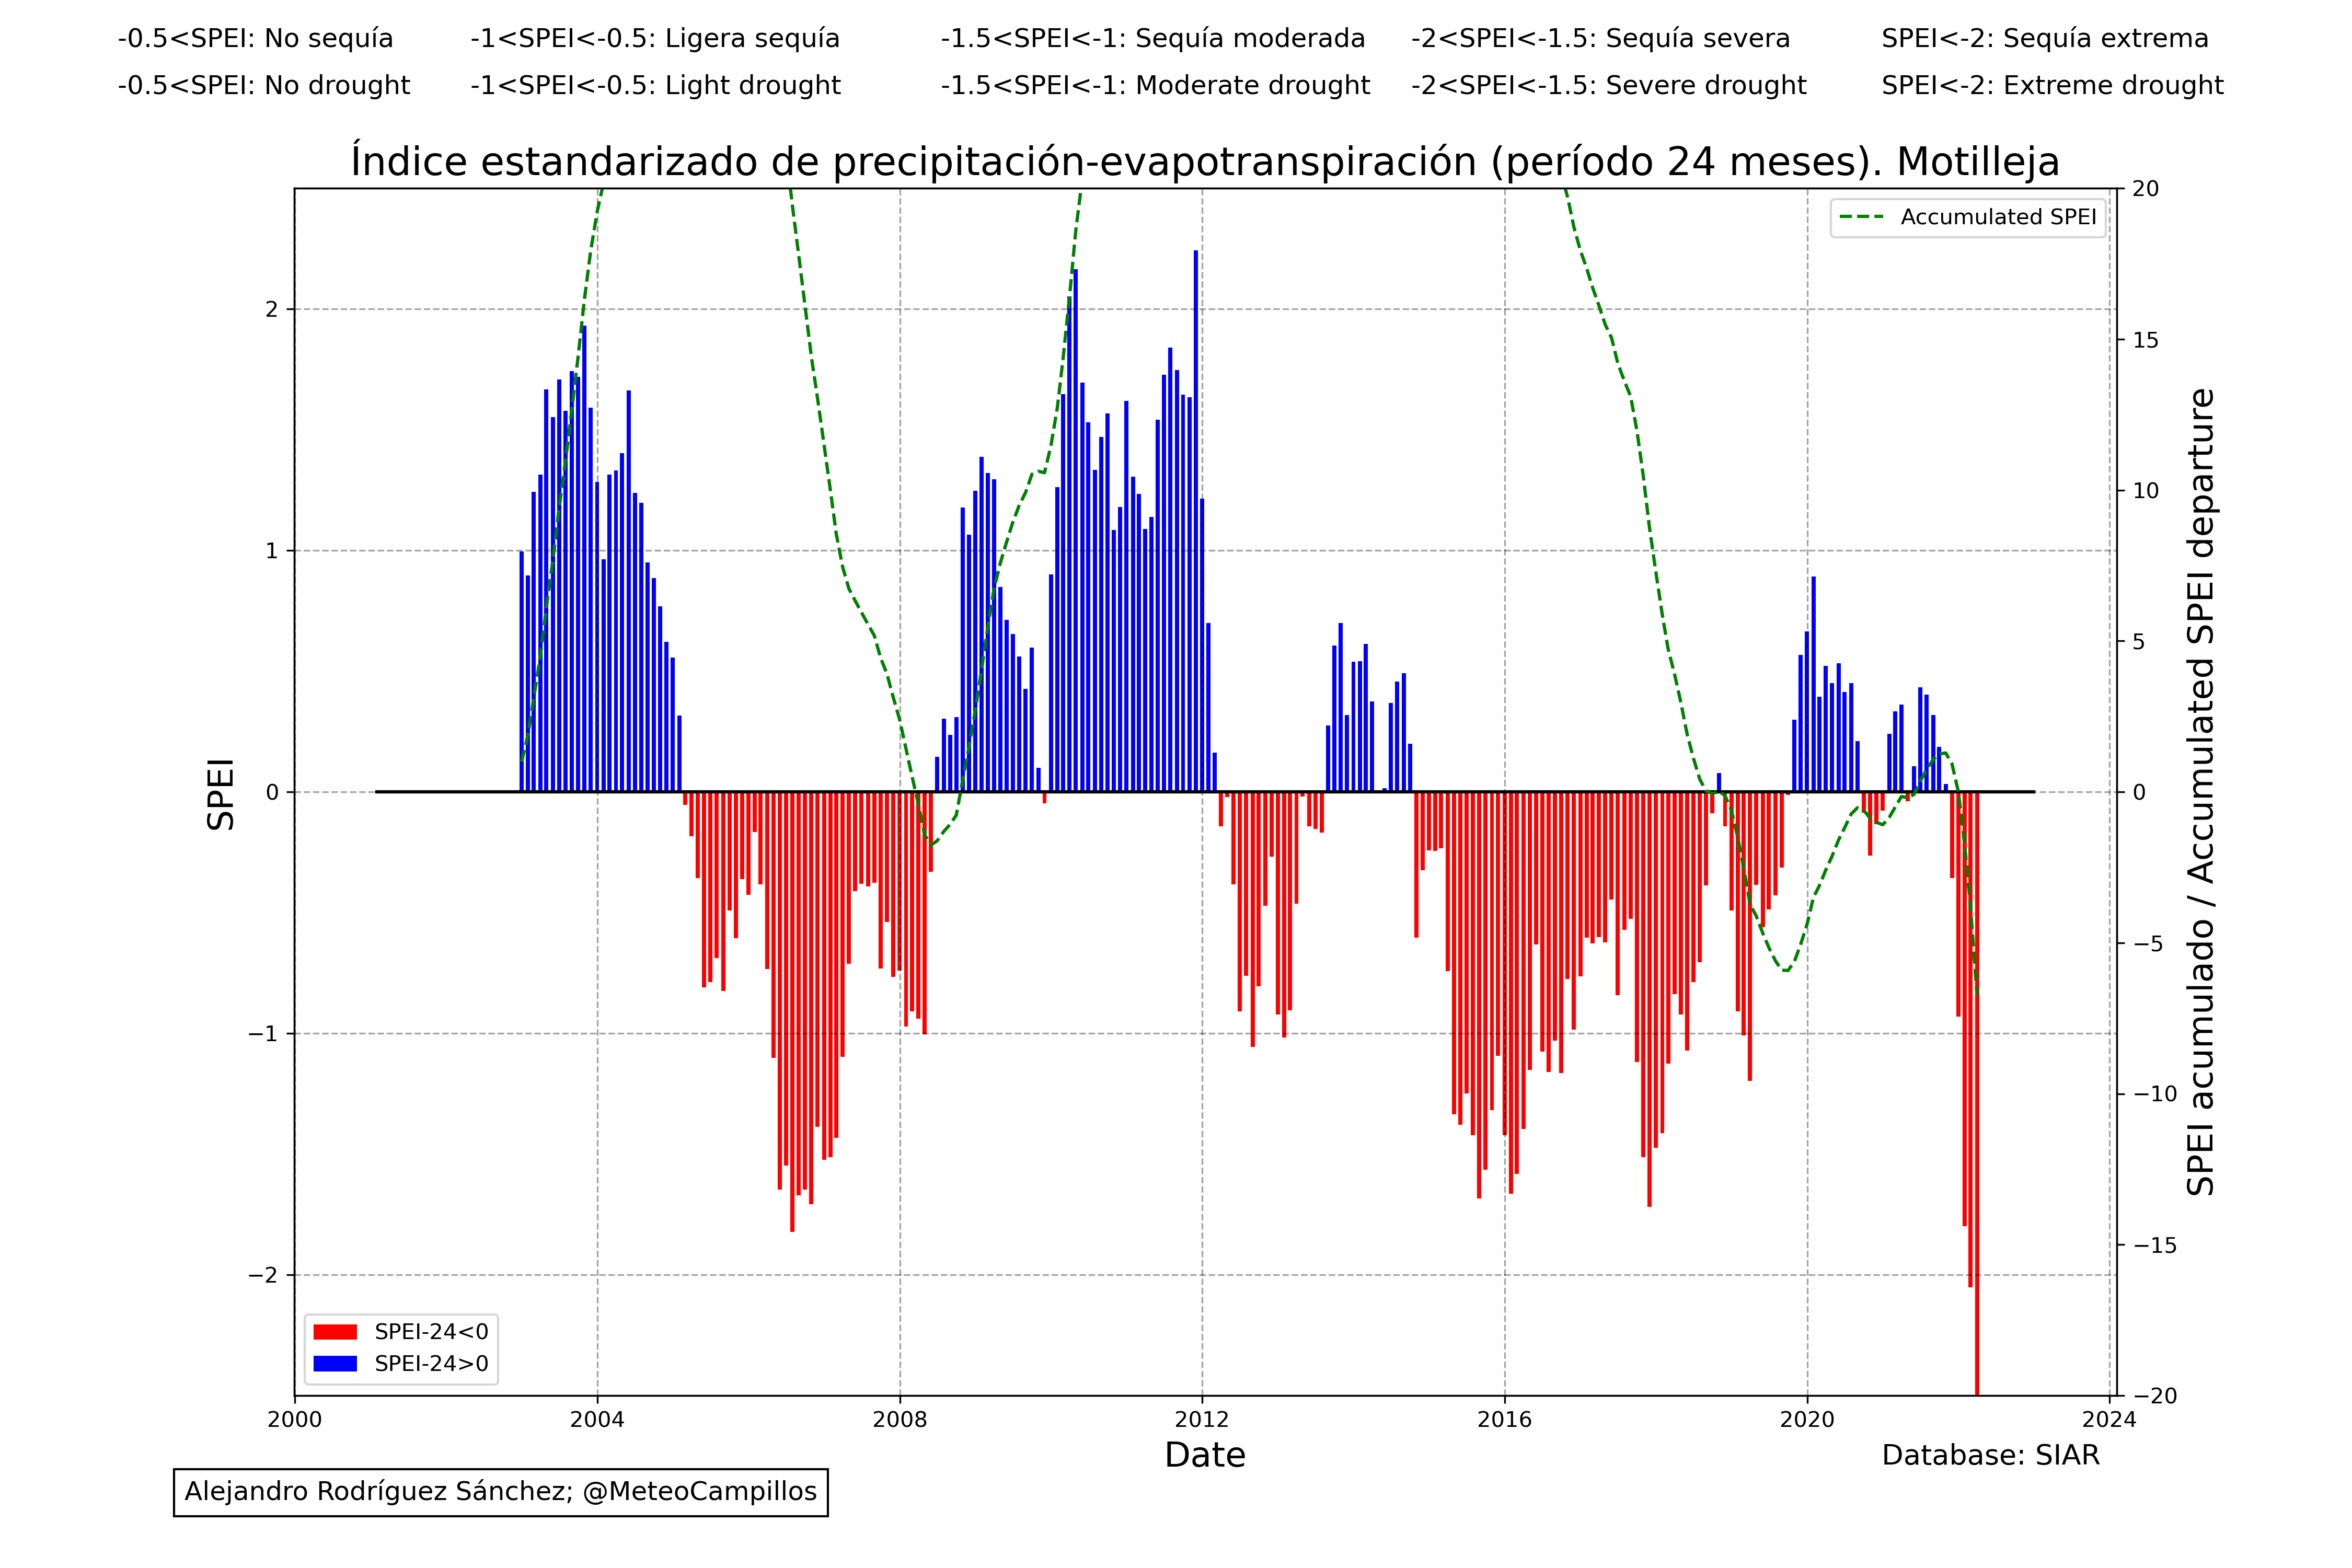 -0.5<SPEI: No sequía -1<SPEI<-0.5: Ligera sequía -1.5<SPEI<-1: Sequía moderada -2<SPEI<-1.5: Sequía severa SPEI<-2: Sequía extrema
-0.5<SPEI: No drought -1<SPEI<-0.5: Light drought -1.5<SPEI<-1: Moderate drought -2<SPEI<-1.5: Severe drought SPEI<-2: Extreme drought
Índice estandarizado de precipitación-evapotranspiración (período 24 meses). Motilleja
Accumulated SPEI
SPEI
2
1
0
−1
−2
20
15
10
5
0
−5
−10
−15
−20
SPEI acumulado / Accumulated SPEI departure
SPEI-24<0
SPEI-24>0
2000 2004 2008 2012 2016 2020 2024
Date
Database: SIAR
Alejandro Rodríguez Sánchez; @MeteoCampillos